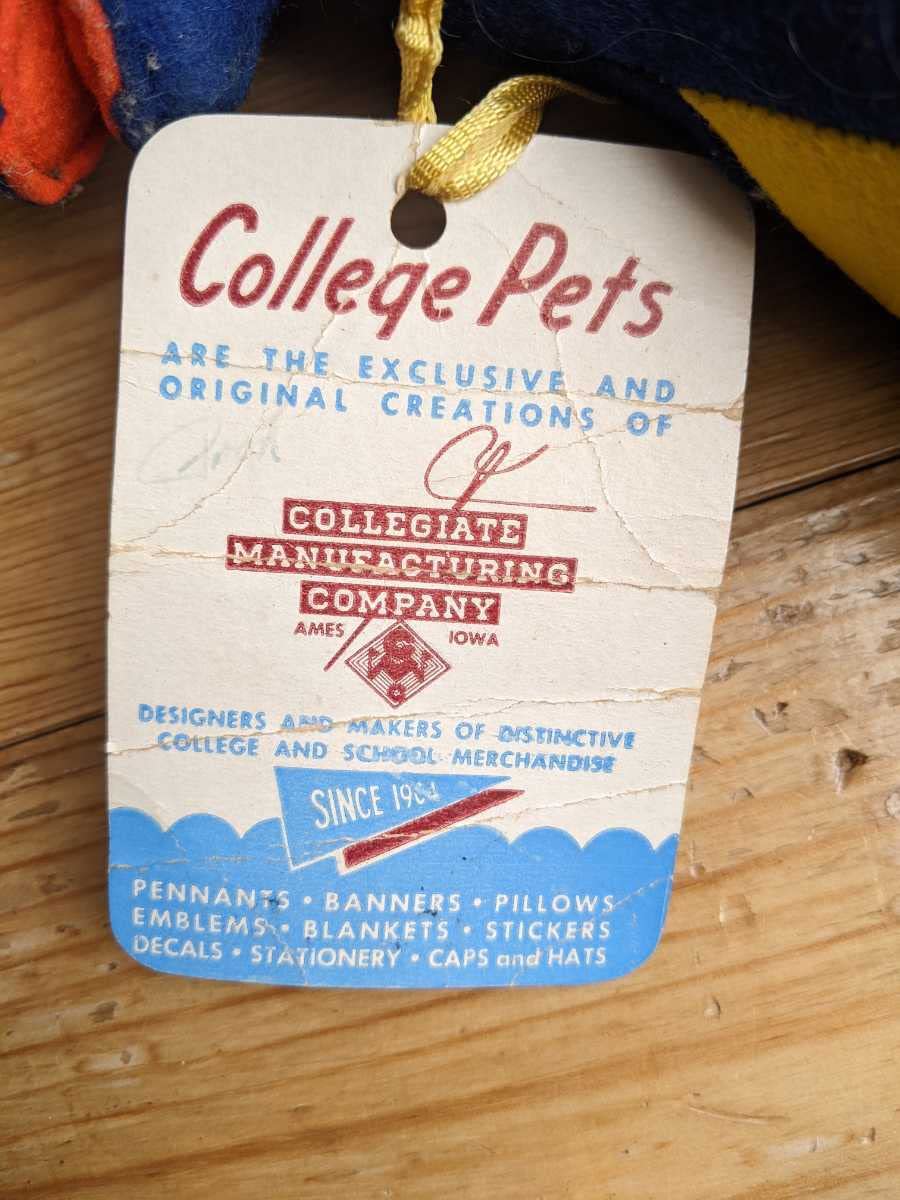 College Pets
ARE THE EXCLUSIVE AND
ORIGINAL CREATIONS OF
COLLEGIATE
MANUFACTURING
COMPANY
AMES IOWA
DESIGNERS AND MAKERS OF DISTINCTIVE
COLLEGE AND SCHOOL MERCHANDISE
SINCE
PENNANTS • BANNERS • PILLOWS
EMBLEMS • BLANKETS • STICKERS
DECALS • STATIONERY • CAPS and HATS